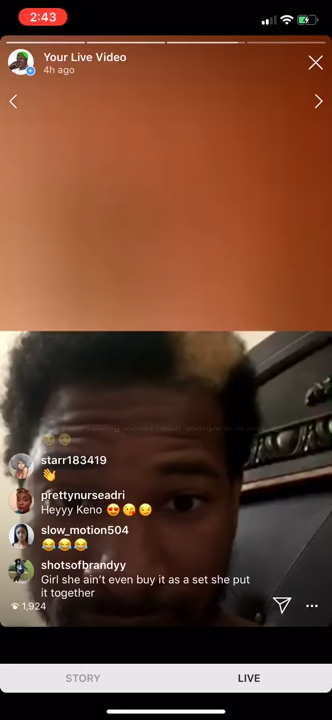 2:43
Your Live Video
4h ago
starr183419
👋
prettynurseadri
Heyyy Keno 😍😘😏
slow_motion504
😂😂😂
shotsofbrandyy
Girl she ain't even buy it as a set she put
it together
1,924
STORY
LIVE